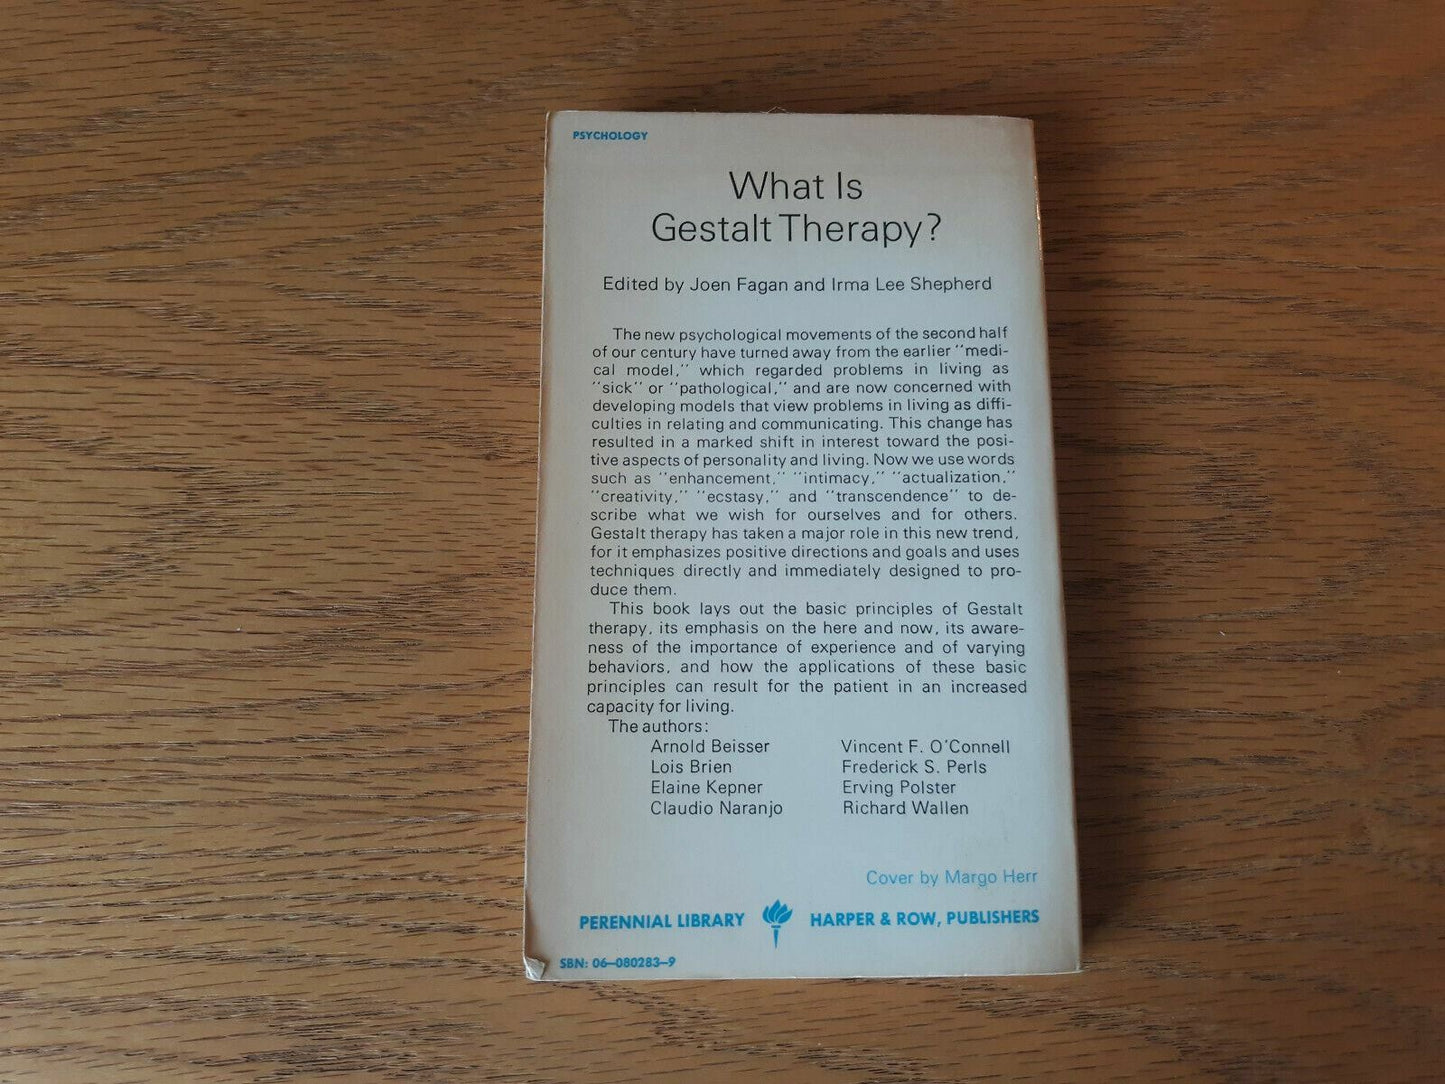 PSYCHOLOGY
What Is
Gestalt Therapy?
Edited by Joen Fagan and Irma Lee Shepherd
The new psychological movements of the second half
of our century have turned away from the earlier "medi-
cal model," which regarded problems in living as
"sick" or "pathological," and are now concerned with
developing models that view problems in living as diffi-
culties in relating and communicating. This change has
resulted in a marked shift in interest toward the posi-
tive aspects of personality and living. Now we use words
such as "enhancement," "intimacy," "actualization,"
"creativity," "ecstasy," and "transcendence" to de-
scribe what we wish for ourselves and for others.
Gestalt therapy has taken a major role in this new trend,
for it emphasizes positive directions and goals and uses
techniques directly and immediately designed to pro-
duce them.
This book lays out the basic principles of Gestalt
therapy, its emphasis on the here and now, its aware-
ness of the importance of experience and of varying
behaviors, and how the applications of these basic
principles can result for the patient in an increased
capacity for living.
The authors:
Arnold Beisser
Lois Brien
Elaine Kepner
Claudio Naranjo
Vincent F. O'Connell
Frederick S. Perls
Erving Polster
Richard Wallen
Cover by Margo Herr
PERENNIAL LIBRARY HARPER & ROW, PUBLISHERS
SBN: 06-080283-9